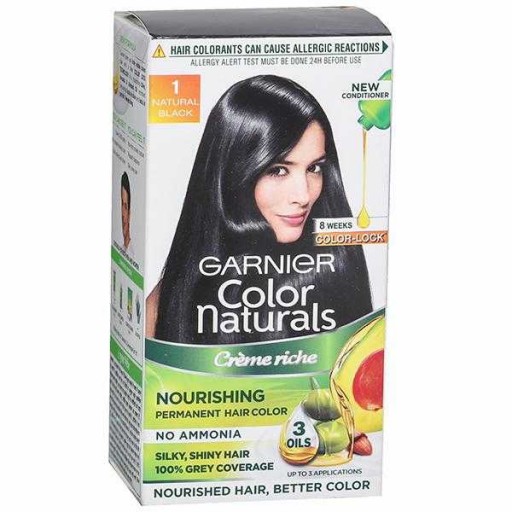 HAIR COLORANTS CAN CAUSE ALLERGIC REACTIONS
ALLERGY ALERT TEST MUST BE DONE 24H BEFORE USE
1
NATURAL
BLACK
NEW
CONDITIONER
8 WEEKS
COLOR-LOCK
GARNIER
Color
Naturals
Crème riche
NOURISHING
PERMANENT HAIR COLOR
NO AMMONIA
3
OILS
SILKY, SHINY HAIR
100% GREY COVERAGE
UP TO 3 APPLICATIONS
NOURISHED HAIR, BETTER COLOR